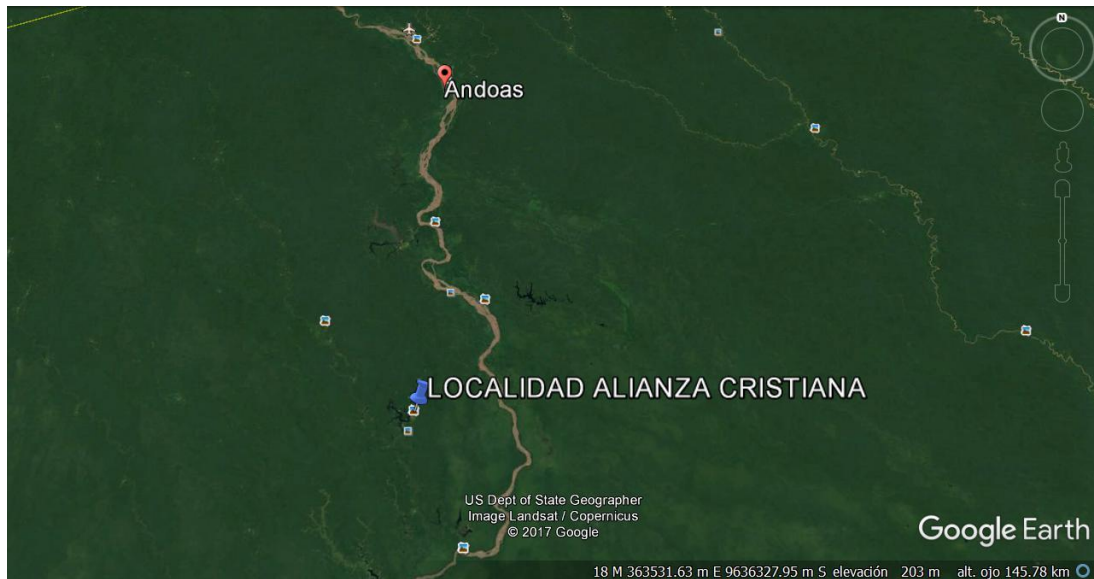 N
Andoas
LOCALIDAD ALIANZA CRISTIANA
US Dept of State Geographer
Image Landsat / Copernicus
© 2017 Google
Google Earth
18 M 363531.63 m E 9636327.95 m S elevación 203 m alt. ojo 145.78 km